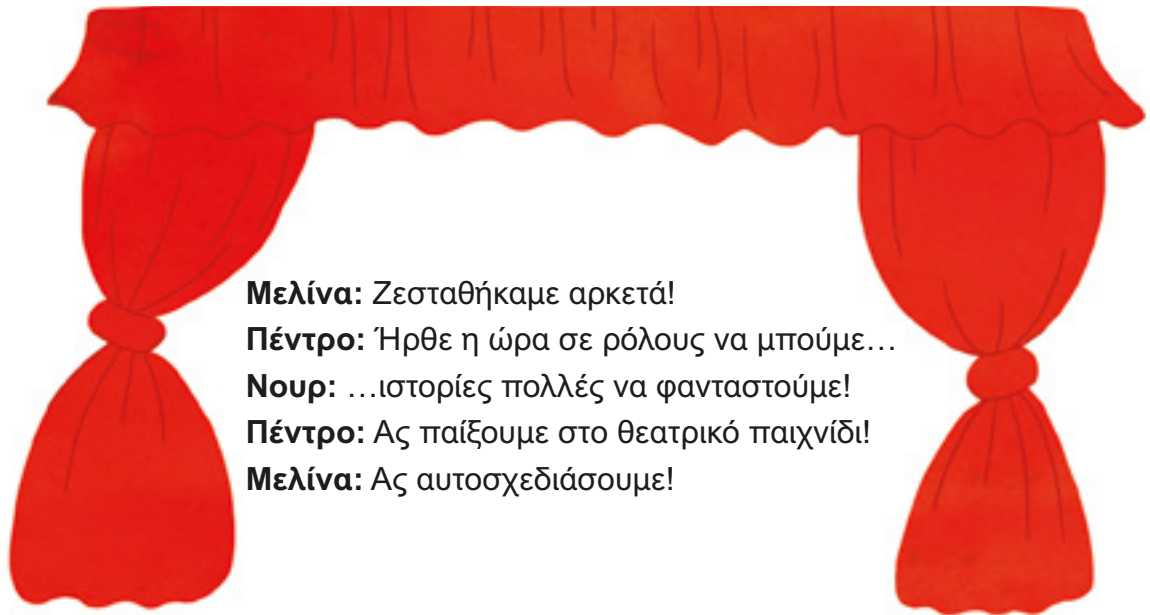 Μελίνα: Ζεσταθήκαμε αρκετά!
Πέντρο: Ήρθε η ώρα σε ρόλους να μπούμε…
Νουρ: …ιστορίες πολλές να φανταστούμε!
Πέντρο: Ας παίξουμε στο θεατρικό παιχνίδι!
Μελίνα: Ας αυτοσχεδιάσουμε!